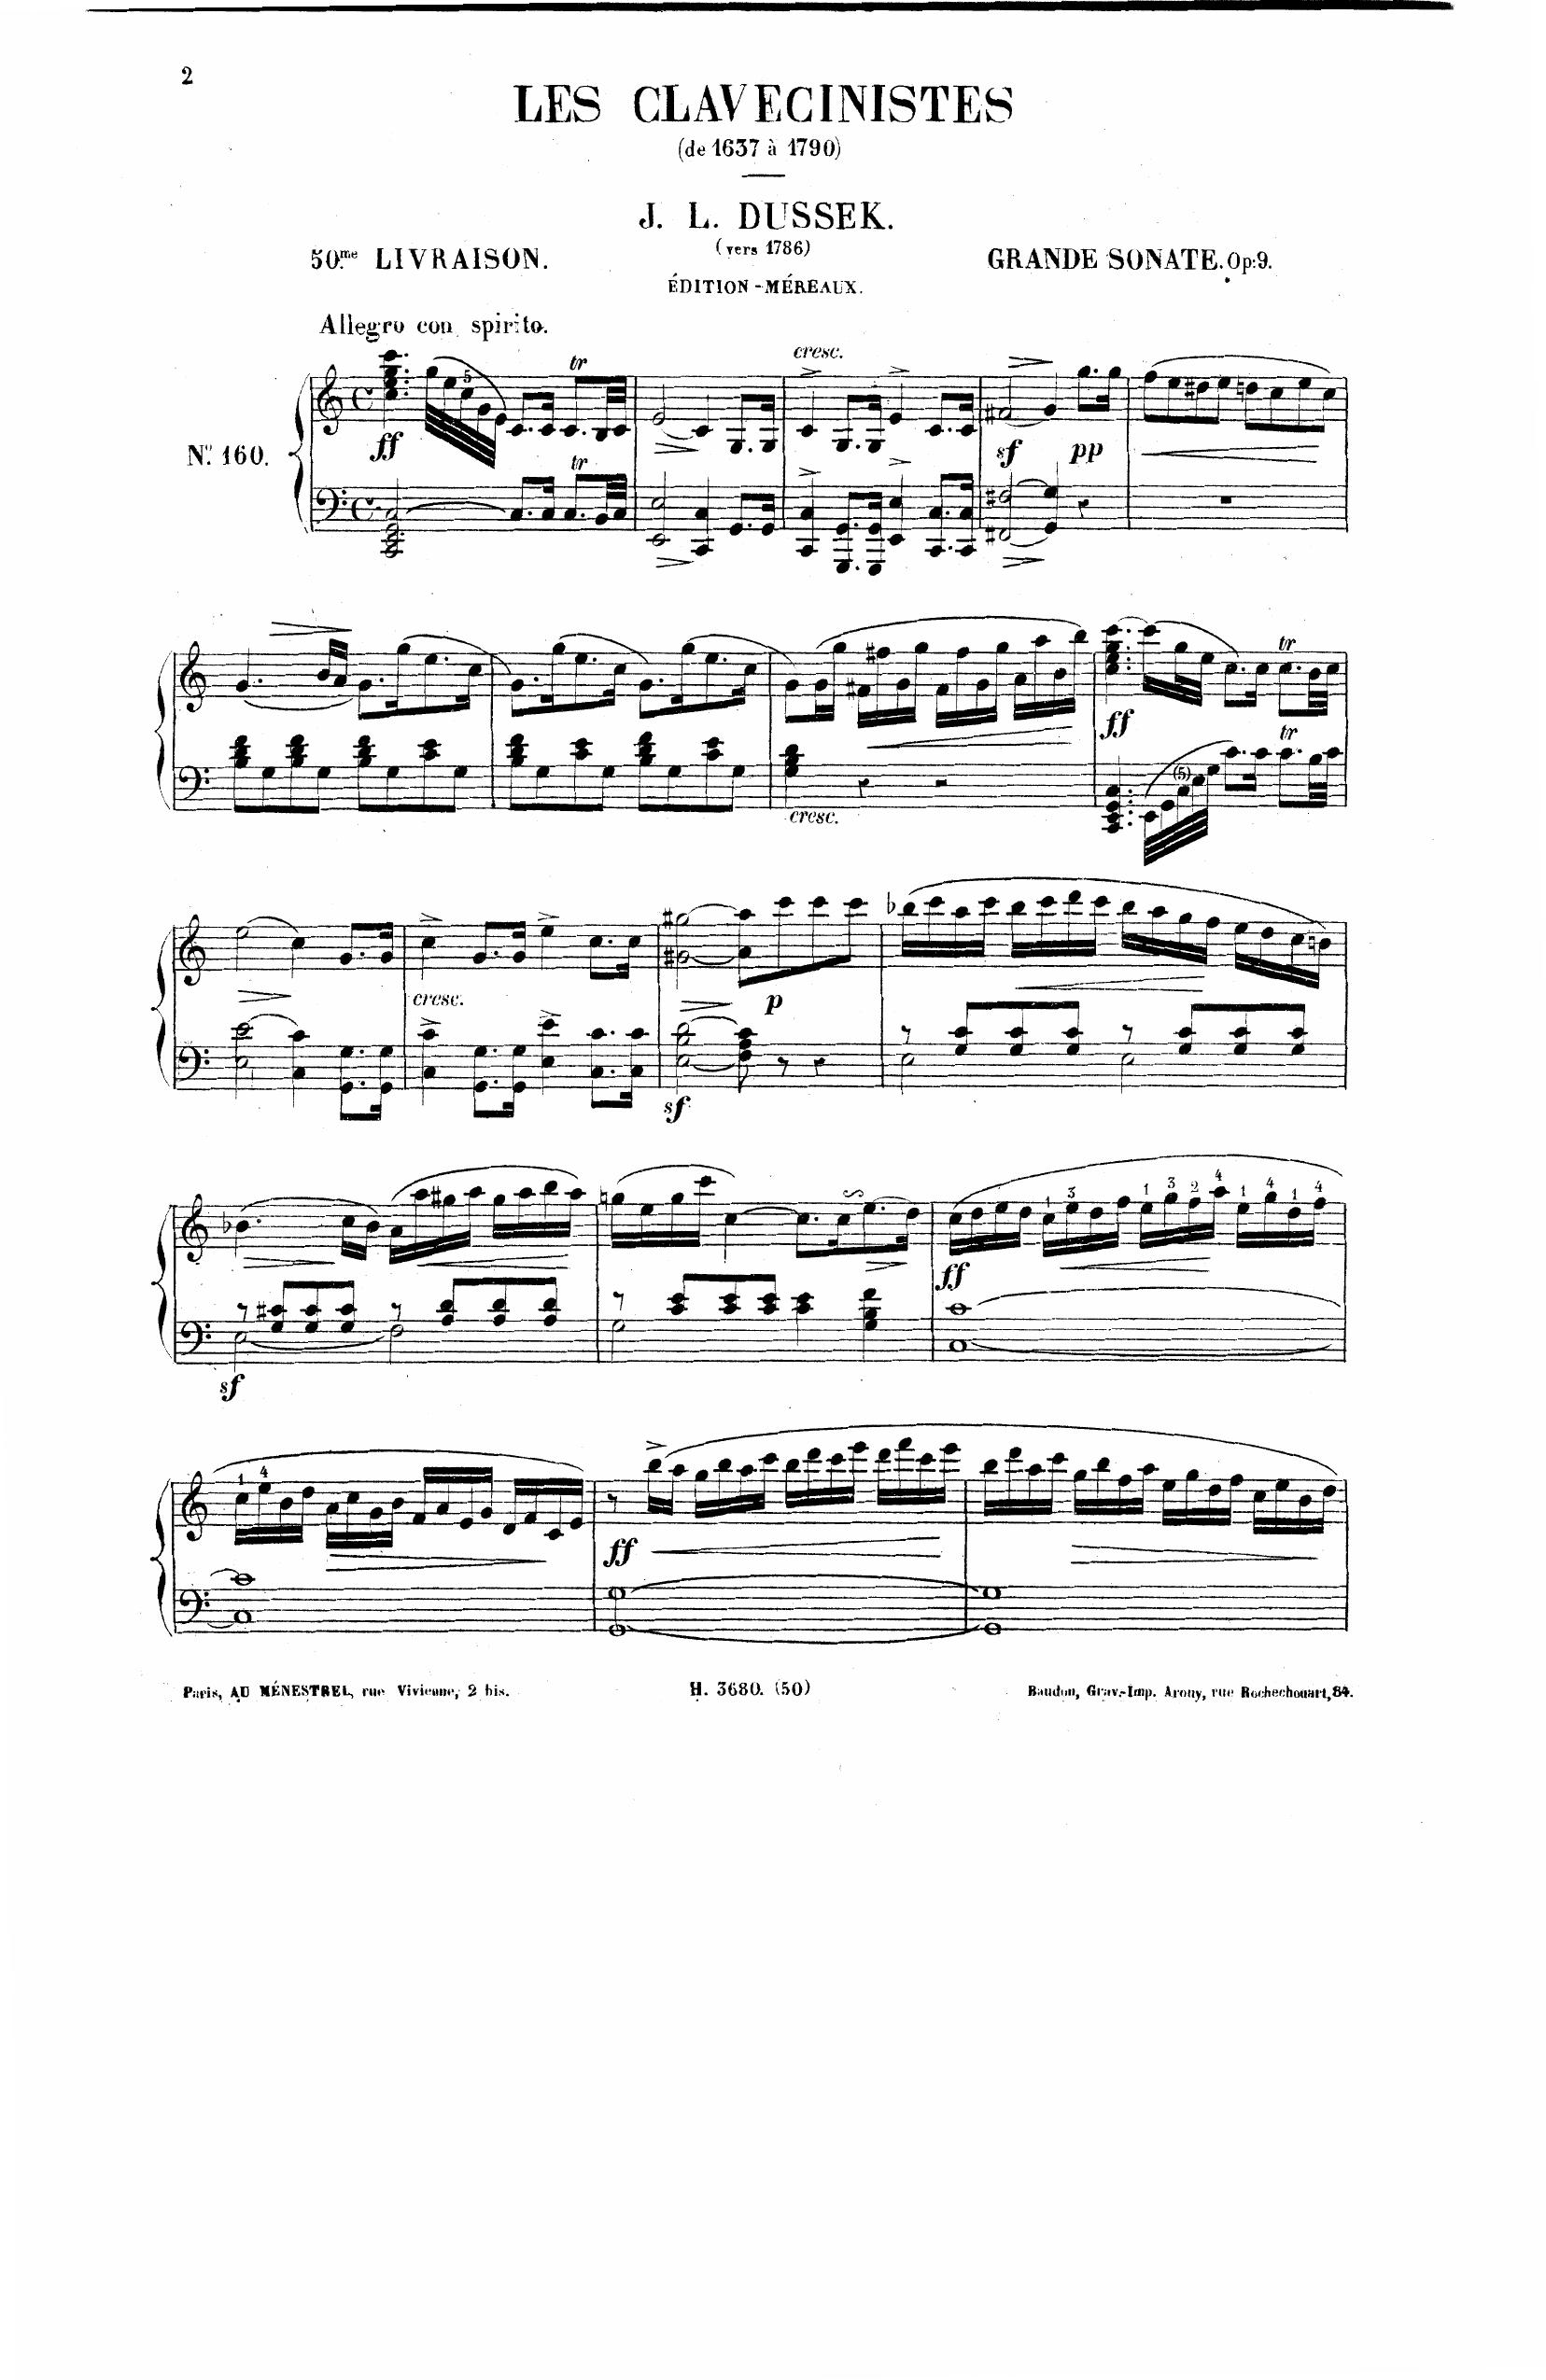 2
LES CLAVECINISTES
(de 1637 à 1790)
J. L. DUSSEK.
(vers 1786)
50.me LIVRAISON.
GRANDE SONATE. Op: 9.
ÉDITION - MÉREAUX.
Allegro con spirito.
cresc.
5 tr
No. 160.
ff sf pp
tr
tr
ff
(5) tr
cresc.
cresc. p
sf
1 3 1 3 2 4 1 4 1 4
ff
sf
1 4
ff
Paris, AU MÉNESTREL, rue Vivienne, 2 bis.
H. 3680. (50)
Baudon, Grav.-Imp. Arouy, rue Rochechouart, 84.